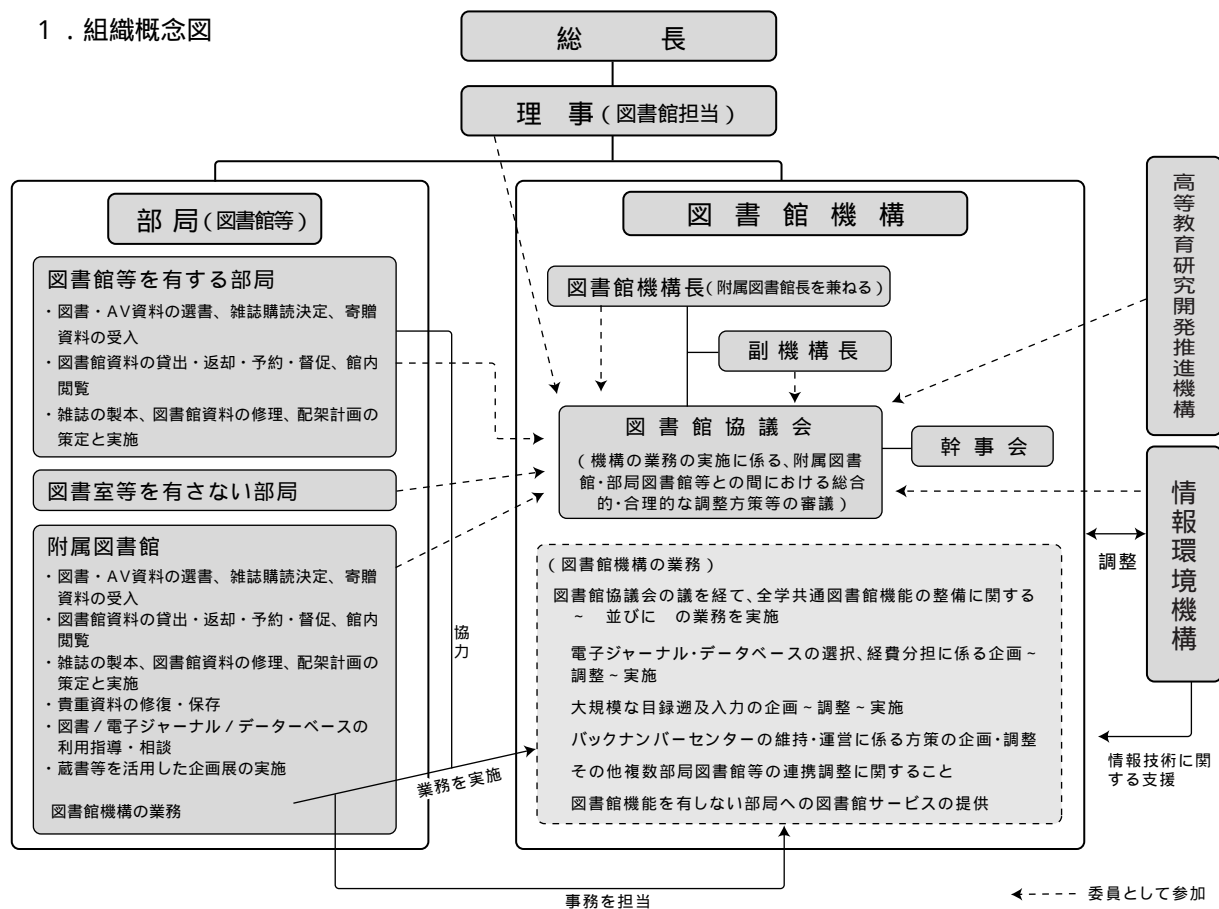 1．組織概念図
総　長
理　事（図書館担当）
部 局（図書館等）
図書館等を有する部局
・図書・AV資料の選書、雑誌購読決定、寄贈
資料の受入
・図書館資料の貸出・返却・予約・督促、館内
閲覧
・雑誌の製本、図書館資料の修理、配架計画の
策定と実施
図書室等を有さない部局
附属図書館
・図書・AV資料の選書、雑誌購読決定、寄贈
資料の受入
・図書館資料の貸出・返却・予約・督促、館内
閲覧
・雑誌の製本、図書館資料の修理、配架計画の
策定と実施
・貴重資料の修復・保存
・図書/電子ジャーナル/データーベースの
利用指導・相談
・蔵書等を活用した企画展の実施
図書館機構の業務
協力
業務を実施
事務を担当
図書館機構
図書館機構長（附属図書館長を兼ねる）
副機構長
図書館協議会
（機構の業務の実施に係る、附属図書
館・部局図書館等との間における総合
的・合理的な調整方策等の審議）
幹事会
（図書館機構の業務）
図書館協議会の議を経て、全学共通図書館機能の整備に関する
～　並びに　の業務を実施
電子ジャーナル・データベースの選択、経費分担に係る企画～
調整～実施
大規模な目録遡及入力の企画～調整～実施
バックナンバーセンターの維持・運営に係る方策の企画・調整
その他複数部局図書館等の連携調整に関すること
図書館機能を有しない部局への図書館サービスの提供
高等教育研究開発推進機構
情報環境機構
調整
情報技術に関
する支援
委員として参加